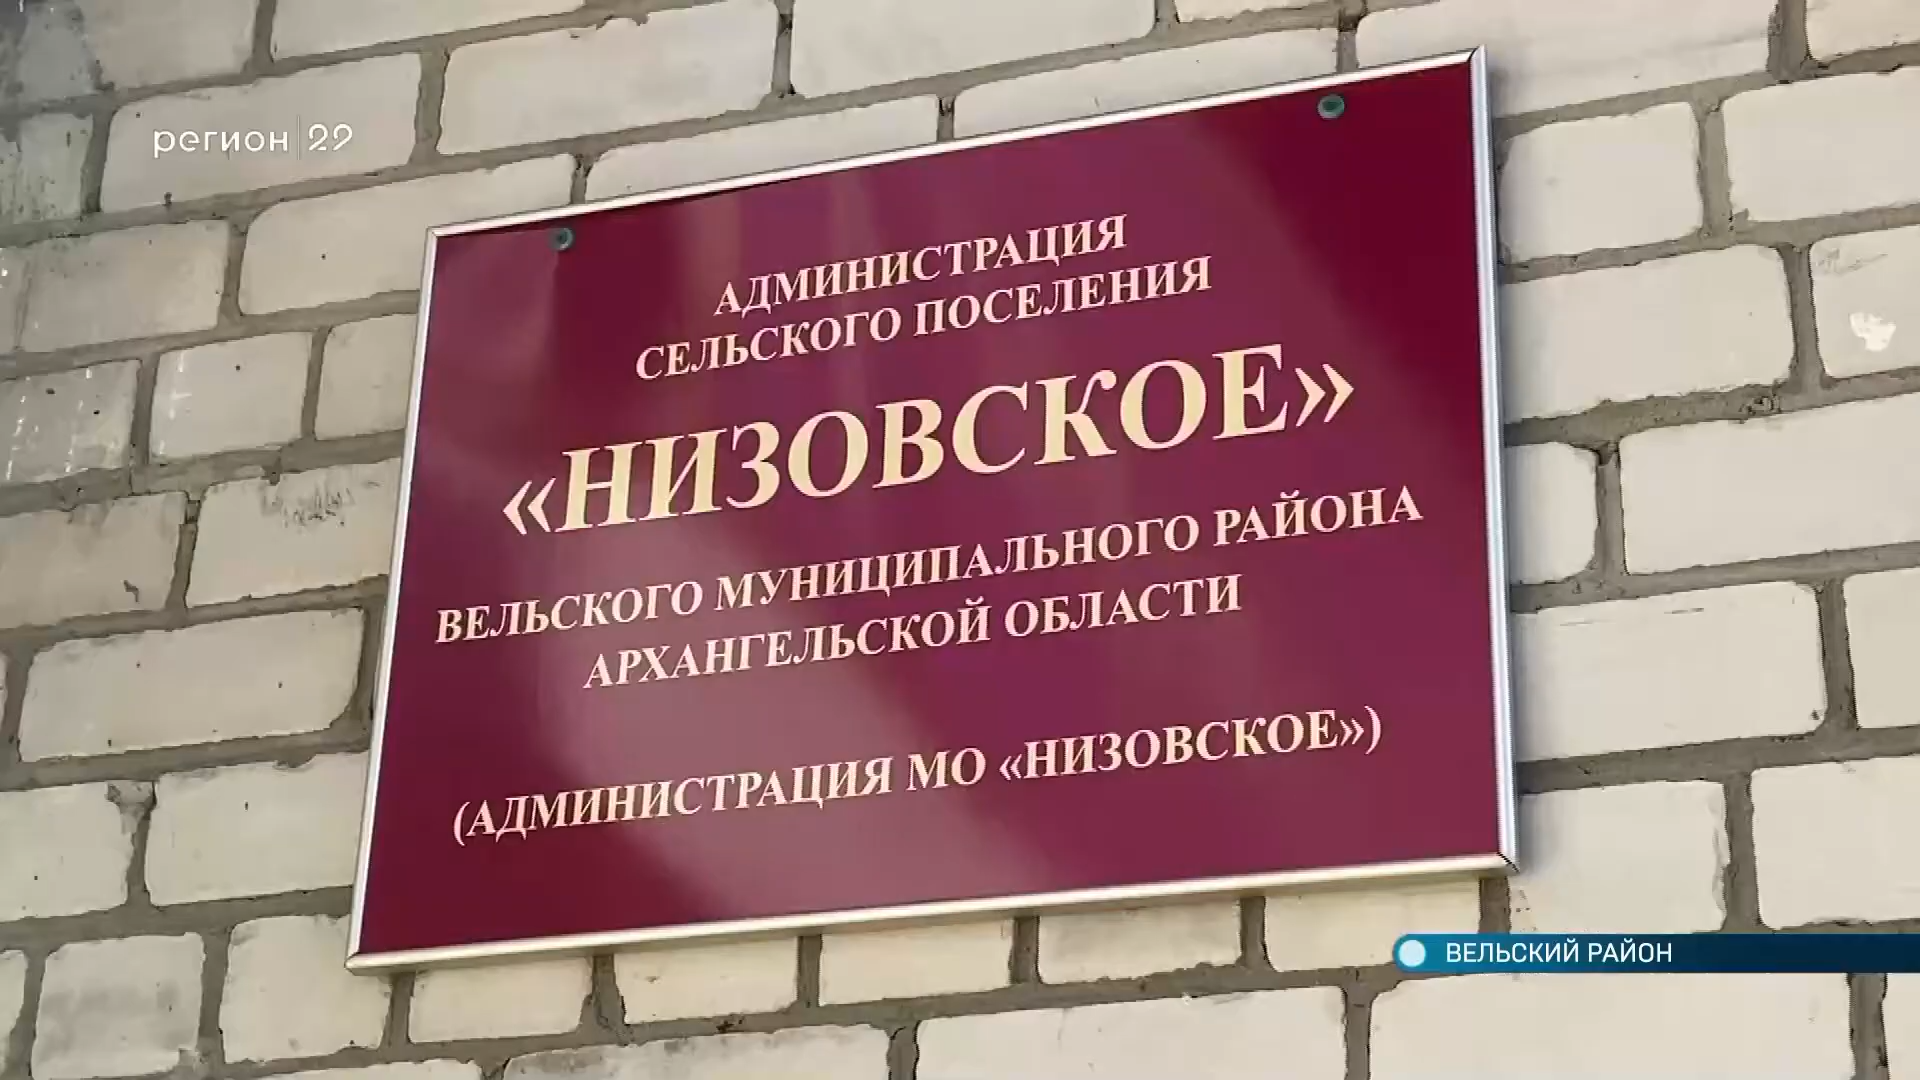 регион 29
АДМИНИСТРАЦИЯ
СЕЛЬСКОГО ПОСЕЛЕНИЯ
«НИЗОВСКОЕ»
ВЕЛЬСКОГО МУНИЦИПАЛЬНОГО РАЙОНА
АРХАНГЕЛЬСКОЙ ОБЛАСТИ
(АДМИНИСТРАЦИЯ МО «НИЗОВСКОЕ»)
ВЕЛЬСКИЙ РАЙОН